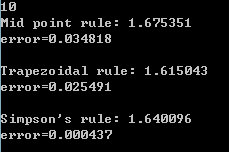 10
Mid point rule: 1.675351
error=0.034818
Trapezoidal rule: 1.615043
error=0.025491
Simpson's rule: 1.640096
error=0.000437